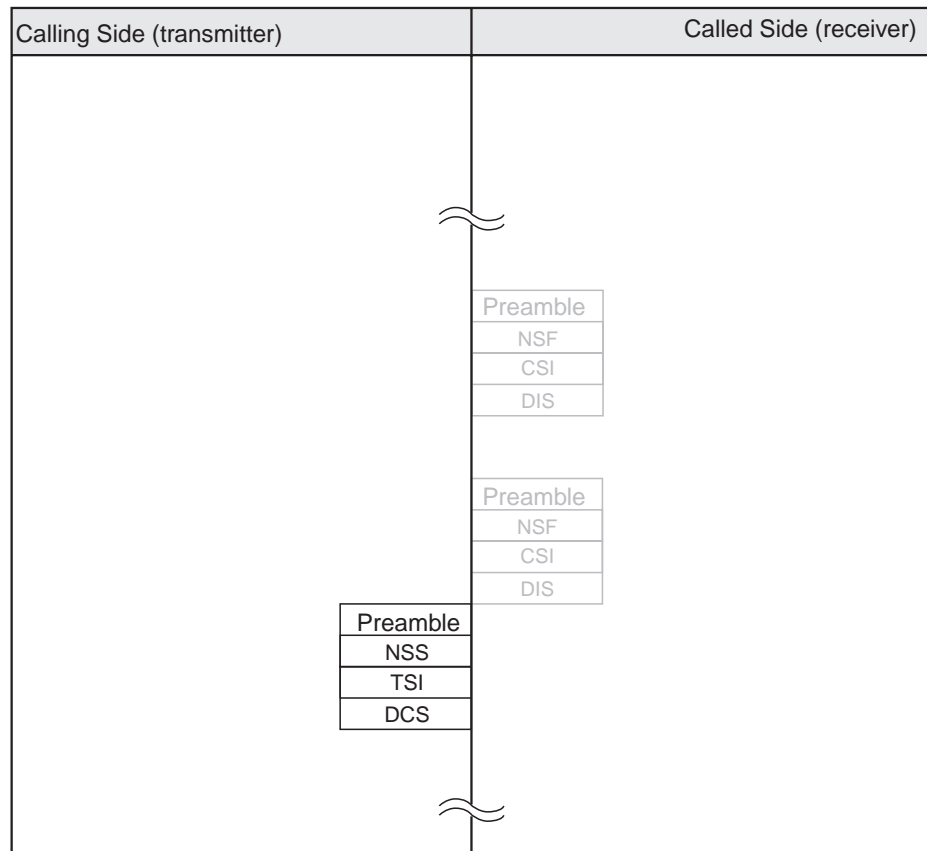 Calling Side (transmitter)
Called Side (receiver)
Preamble
NSF
CSI
DIS
Preamble
NSF
CSI
DIS
Preamble
NSS
TSI
DCS